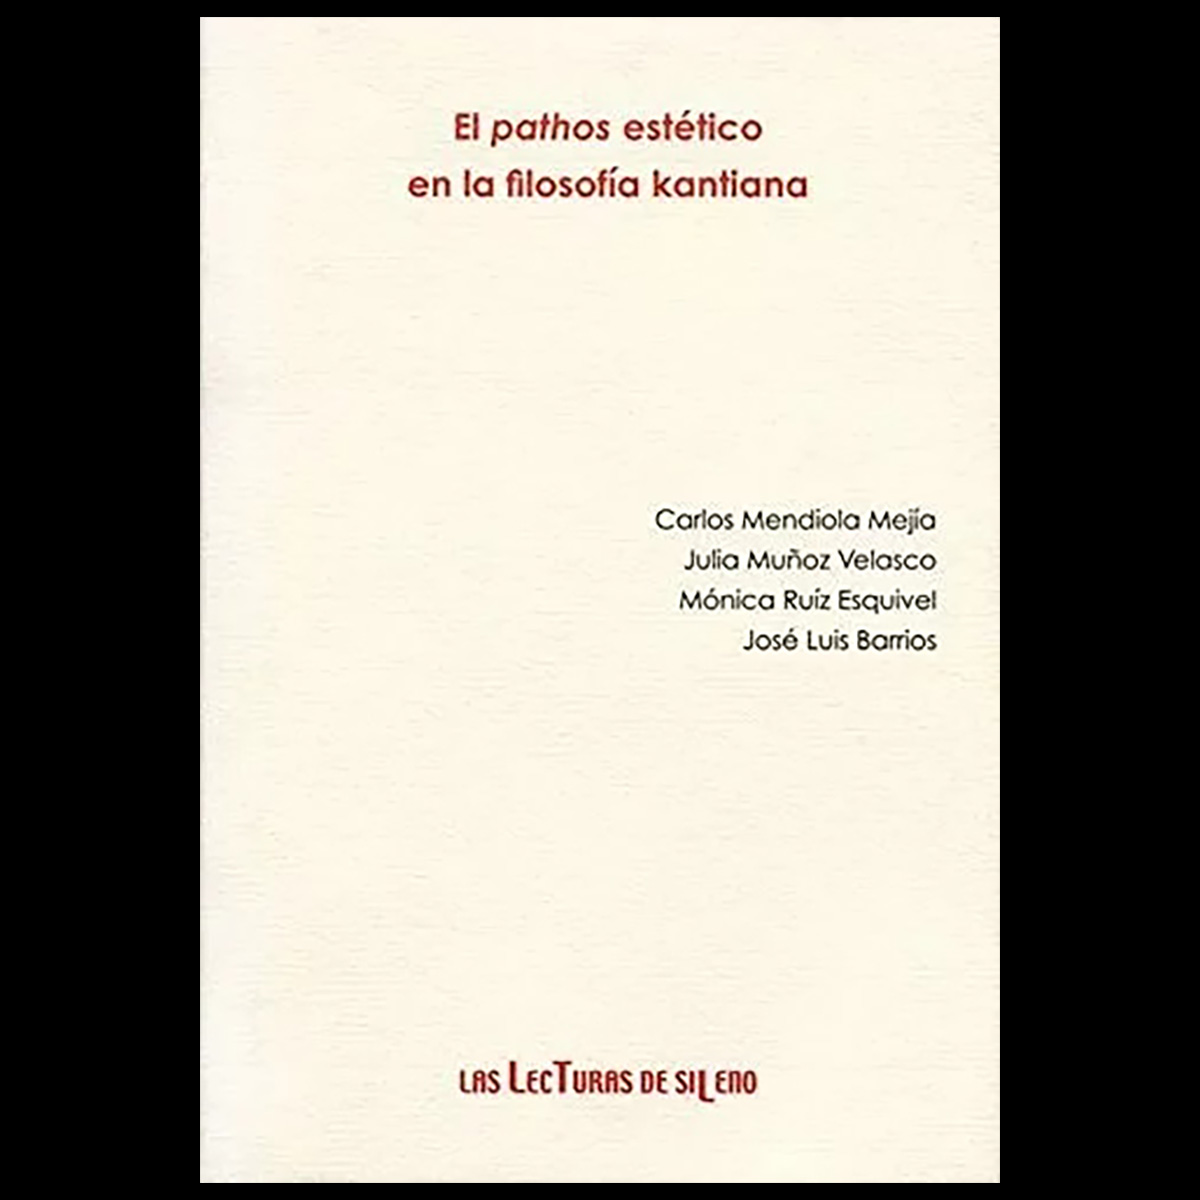 El pathos estético
en la filosofía kantiana
Carlos Mendiola Mejía
Julia Muñoz Velasco
Mónica Ruíz Esquivel
José Luis Barrios
LAS LECTURAS DE SILENO